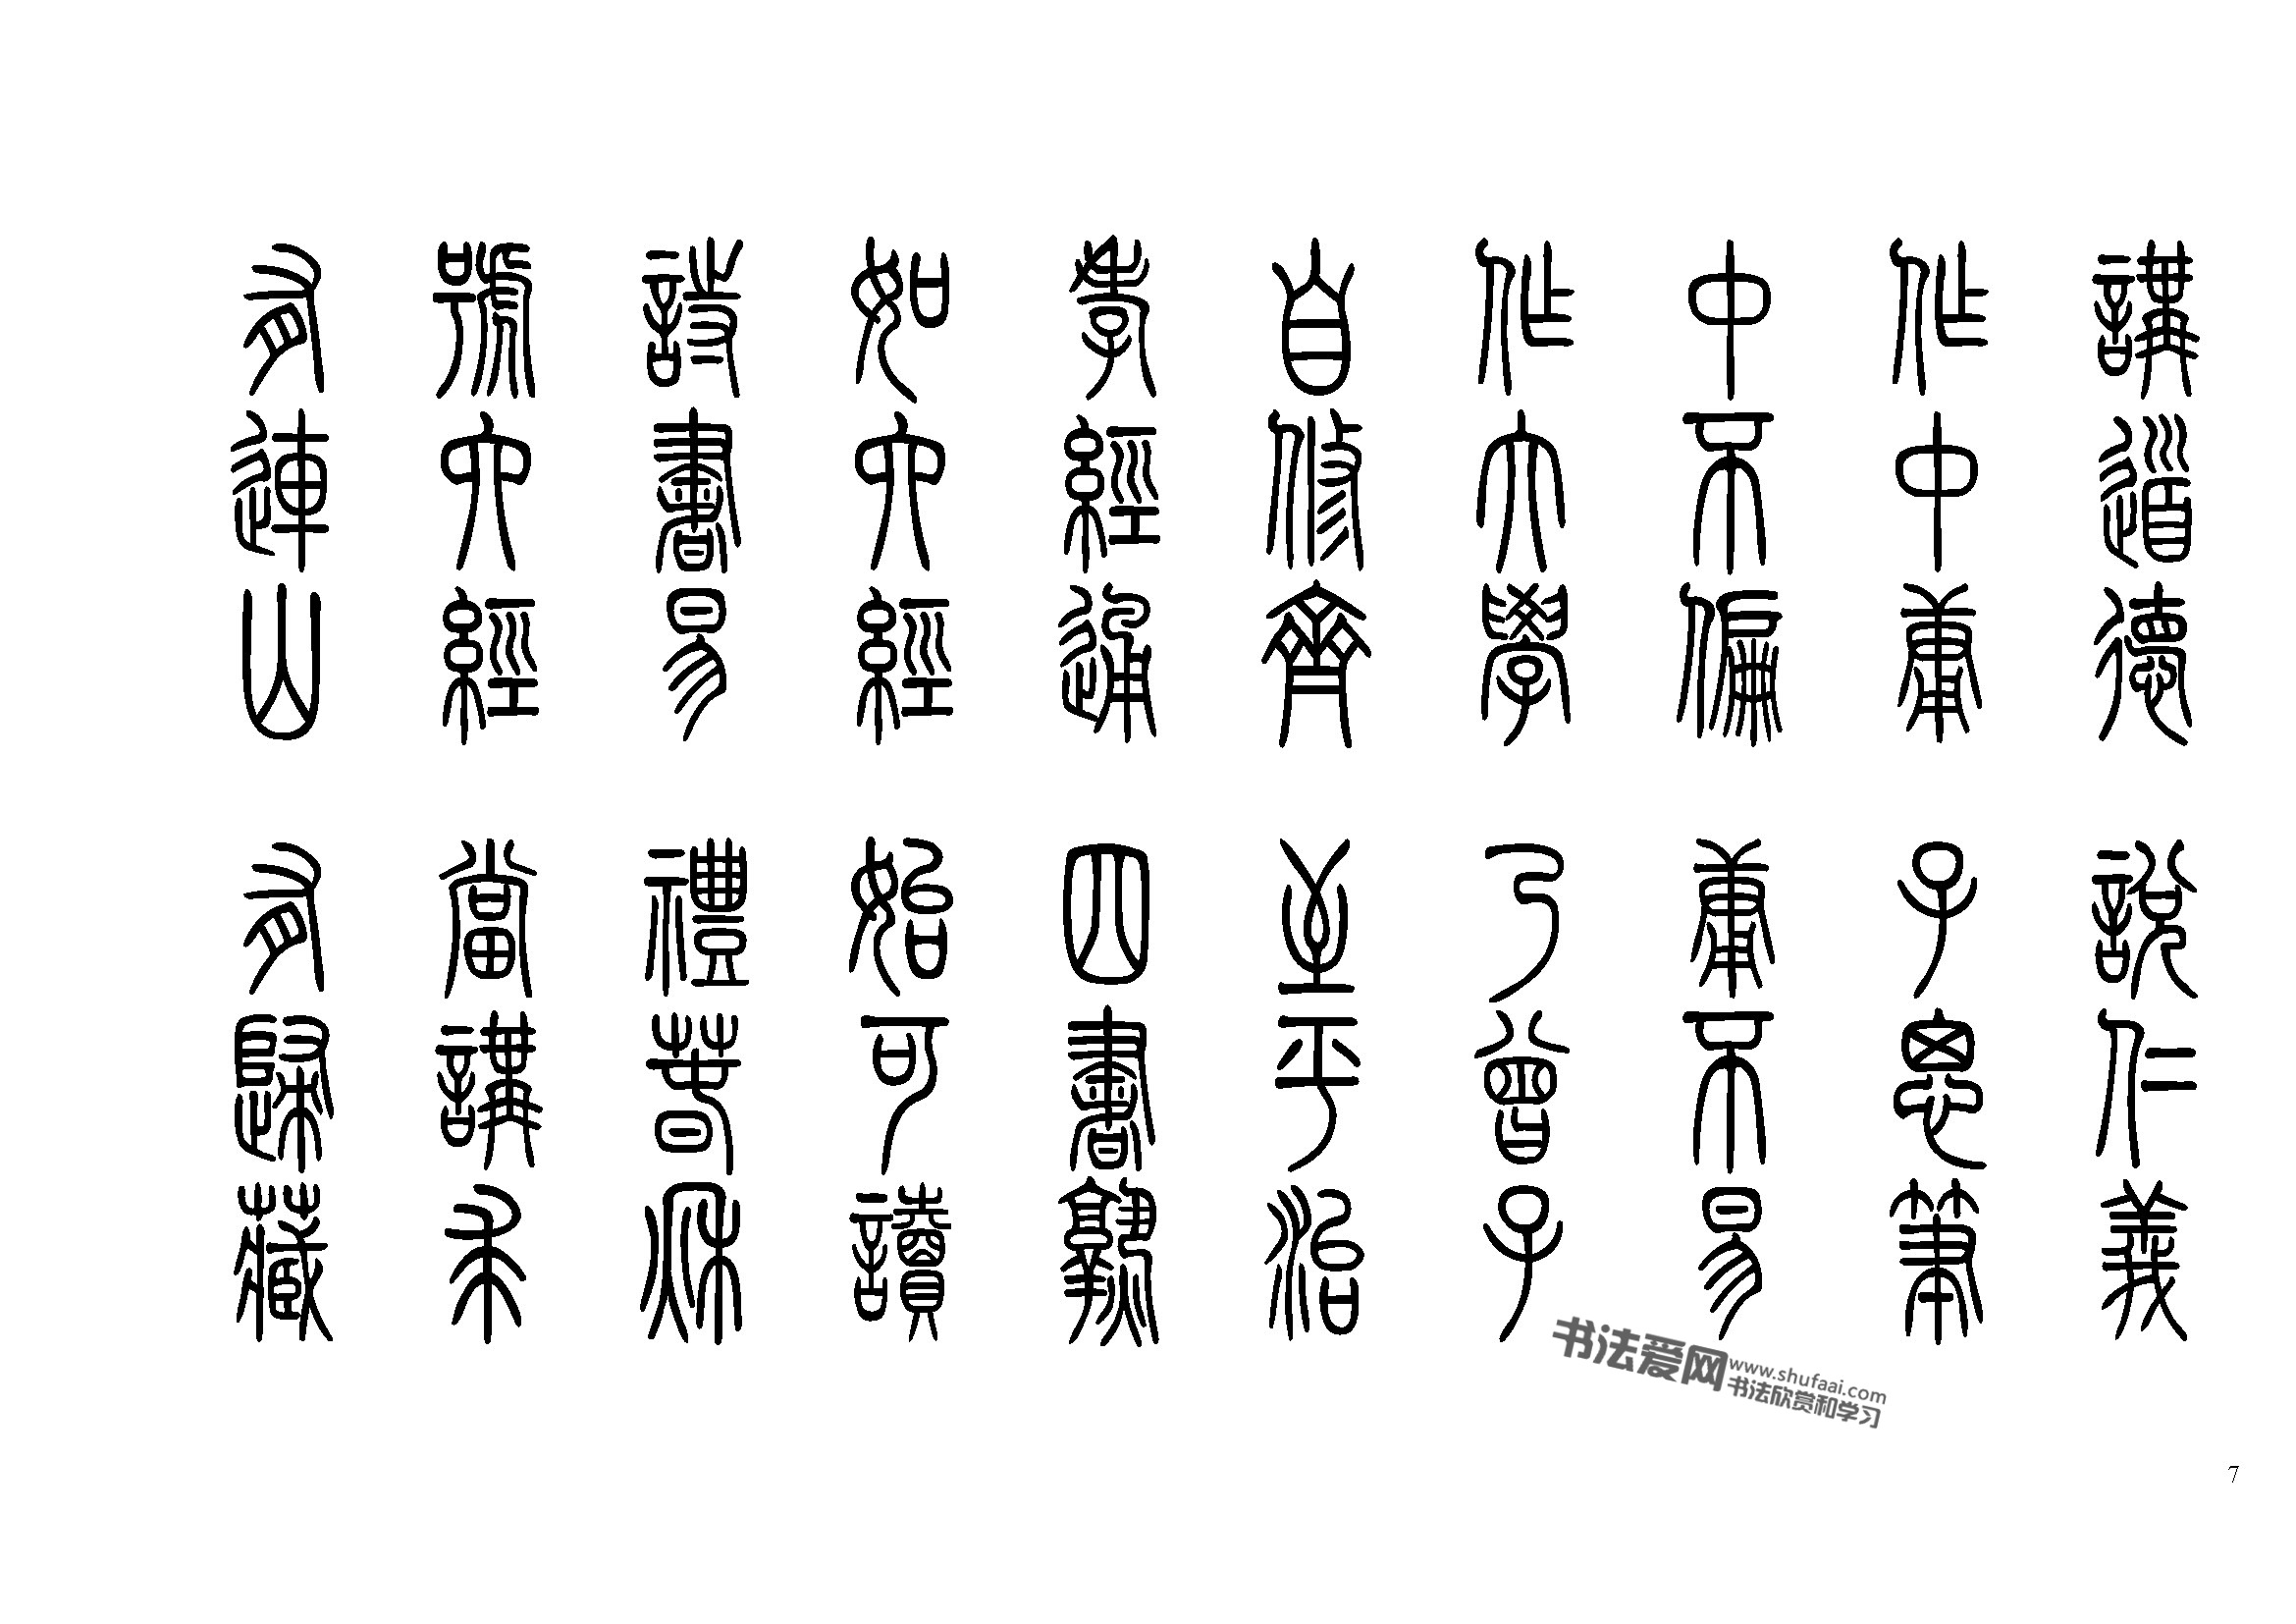 講道德 說仁義
作中庸 子思筆
中不偏 庸不易
作大學 乃曾子
自修齊 至平治
孝經通 四書熟
如六經 始可讀
詩書易 禮春秋
號六經 當講求
有連山 有歸藏
书法爱网 www.shufaai.com
书法欣赏和学习
7